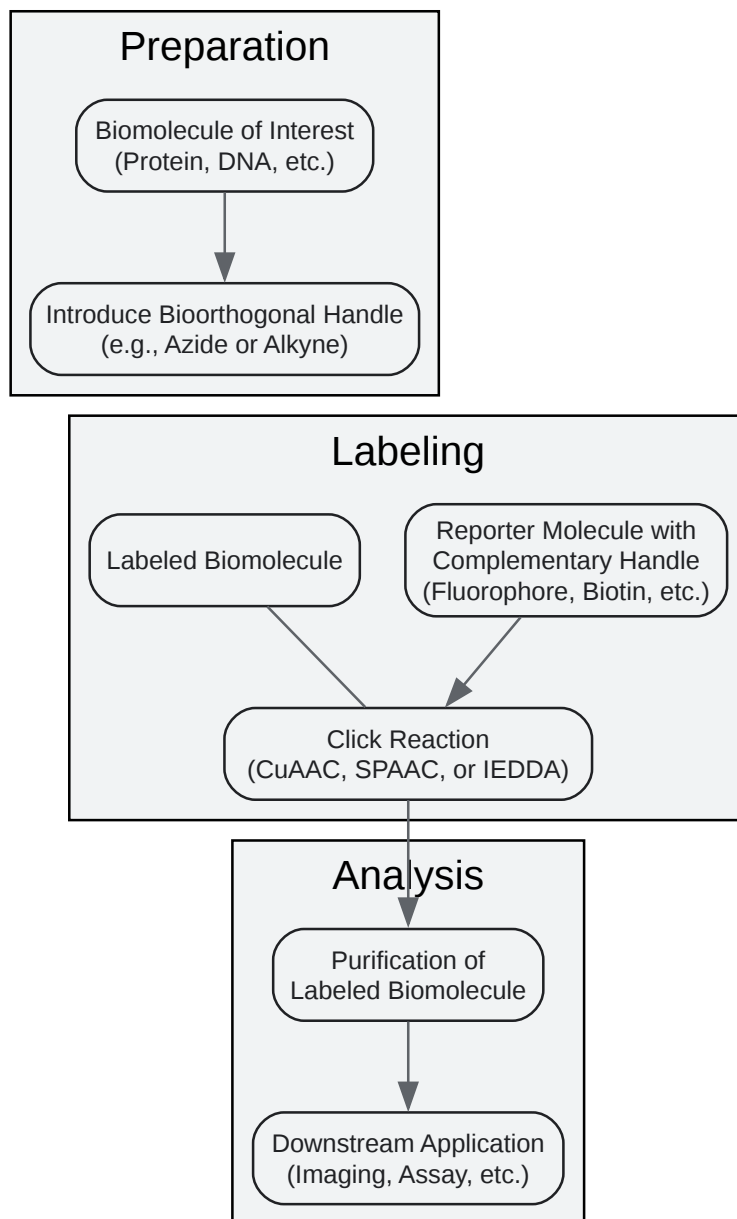 Preparation
Biomolecule of Interest
(Protein, DNA, etc.)
Introduce Bioorthogonal Handle
(e.g., Azide or Alkyne)
Labeling
Labeled Biomolecule
Reporter Molecule with
Complementary Handle
(Fluorophore, Biotin, etc.)
Click Reaction
(CuAAC, SPAAC, or IEDDA)
Analysis
Purification of
Labeled Biomolecule
Downstream Application
(Imaging, Assay, etc.)